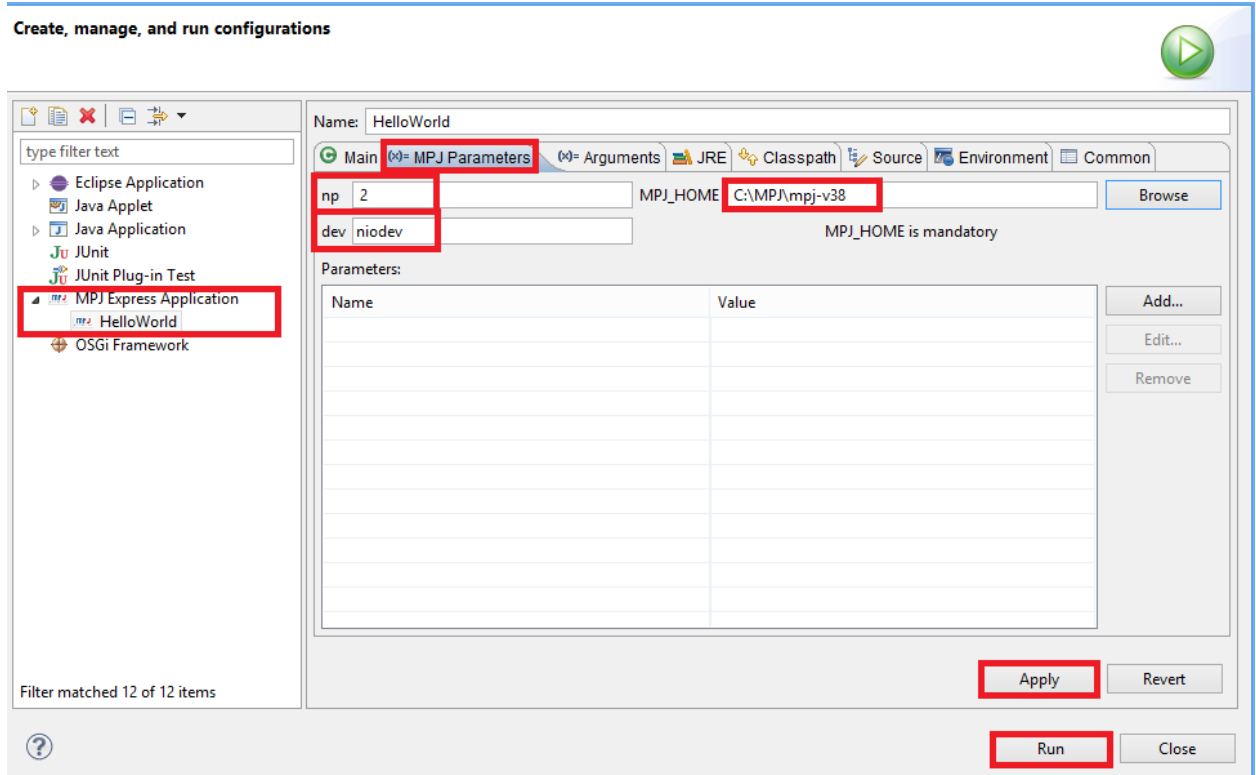 Create, manage, and run configurations
type filter text
Eclipse Application
Java Applet
Java Application
JUnit
JUnit Plug-in Test
MPJ Express Application
HelloWorld
OSGi Framework
Filter matched 12 of 12 items
Name: HelloWorld
Main (x)= MPJ Parameters (x)= Arguments JRE Classpath Source Environment Common
np 2 MPJ_HOME C:\MPJ\mpj-v38 Browse
dev niodev MPJ_HOME is mandatory
Parameters:
Name Value
Add...
Edit...
Remove
Apply Revert
Run Close